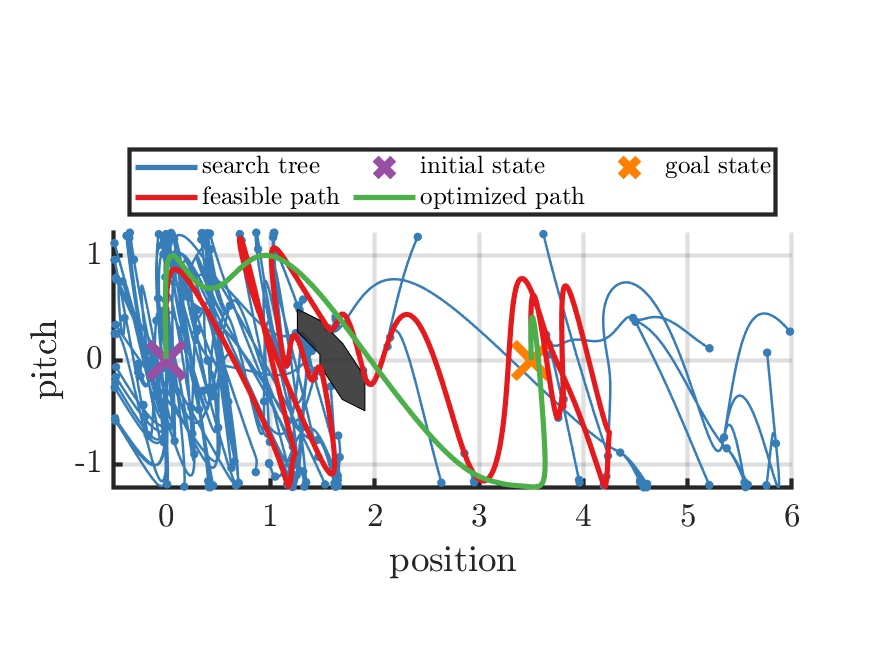 search tree initial state goal state
feasible path optimized path
1
0
-1
pitch
0 1 2 3 4 5 6
position